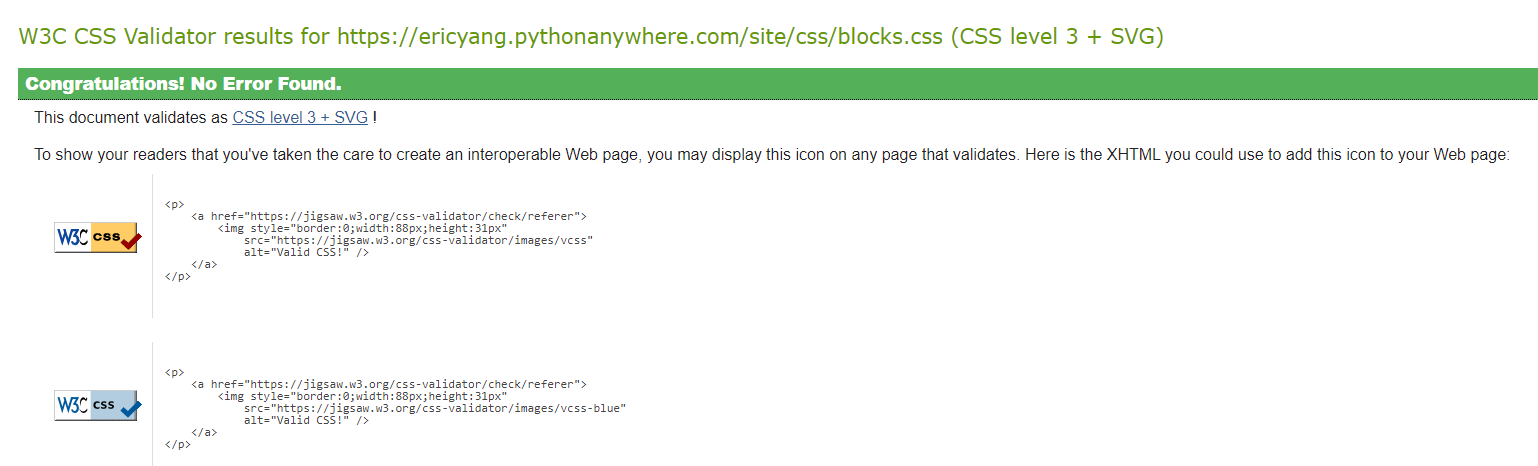 W3C CSS Validator results for https://ericyang.pythonanywhere.com/site/css/blocks.css (CSS level 3 + SVG)
Congratulations! No Error Found.
This document validates as CSS level 3 + SVG !
To show your readers that you've taken the care to create an interoperable Web page, you may display this icon on any page that validates. Here is the XHTML you could use to add this icon to your Web page:
W3C css
<p>
<a href="https://jigsaw.w3.org/css-validator/check/referer">
<img style="border:0;width:88px;height:31px"
src="https://jigsaw.w3.org/css-validator/images/vcss"
alt="Valid CSS!" />
</a>
</p>
W3C css
<p>
<a href="https://jigsaw.w3.org/css-validator/check/referer">
<img style="border:0;width:88px;height:31px"
src="https://jigsaw.w3.org/css-validator/images/vcss-blue"
alt="Valid CSS!" />
</a>
</p>